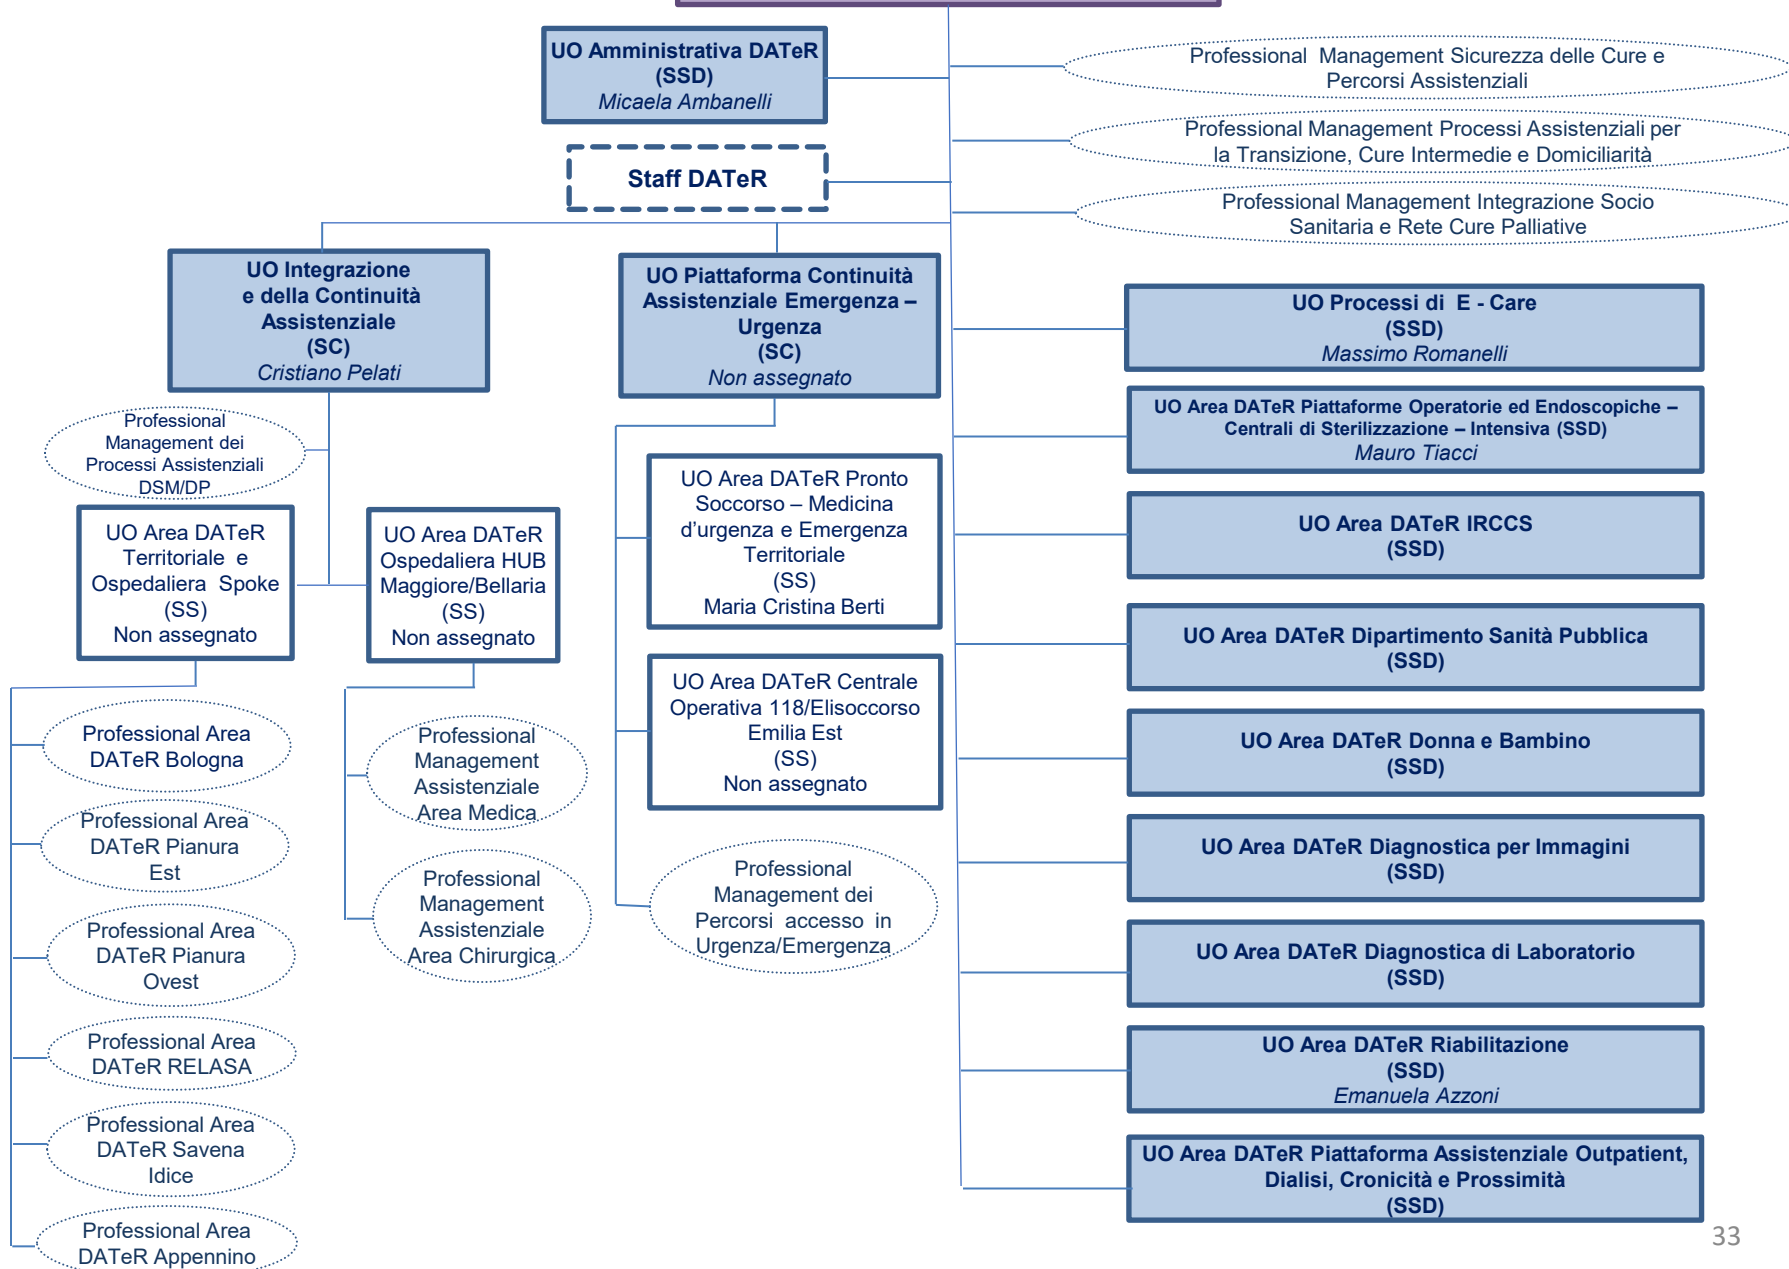 UO Amministrativa DATeR
(SSD)
Micaela Ambanelli
Professional Management Sicurezza delle Cure e
Percorsi Assistenziali
Professional Management Processi Assistenziali per
la Transizione, Cure Intermedie e Domiciliarità
Staff DATeR
Professional Management Integrazione Socio
Sanitaria e Rete Cure Palliative
UO Integrazione
e della Continuità
Assistenziale
(SC)
Cristiano Pelati
UO Piattaforma Continuità
Assistenziale Emergenza –
Urgenza
(SC)
Non assegnato
Professional
Management dei
Processi Assistenziali
DSM/DP
UO Area DATeR
Territoriale e
Ospedaliera Spoke
(SS)
Non assegnato
UO Area DATeR
Ospedaliera HUB
Maggiore/Bellaria
(SS)
Non assegnato
Professional Area
DATeR Bologna
Professional Area
DATeR Pianura
Est
Professional Area
DATeR Pianura
Ovest
Professional Area
DATeR RELASA
Professional Area
DATeR Savena
Idice
Professional Area
DATeR Appennino
Professional
Management
Assistenziale
Area Medica
Professional
Management
Assistenziale
Area Chirurgica
UO Area DATeR Pronto
Soccorso – Medicina
d'urgenza e Emergenza
Territoriale
(SS)
Maria Cristina Berti
UO Area DATeR Centrale
Operativa 118/Elisoccorso
Emilia Est
(SS)
Non assegnato
Professional
Management dei
Percorsi accesso in
Urgenza/Emergenza
UO Processi di E - Care
(SSD)
Massimo Romanelli
UO Area DATeR Piattaforme Operatorie ed Endoscopiche –
Centrali di Sterilizzazione – Intensiva (SSD)
Mauro Tiacci
UO Area DATeR IRCCS
(SSD)
UO Area DATeR Dipartimento Sanità Pubblica
(SSD)
UO Area DATeR Donna e Bambino
(SSD)
UO Area DATeR Diagnostica per Immagini
(SSD)
UO Area DATeR Diagnostica di Laboratorio
(SSD)
UO Area DATeR Riabilitazione
(SSD)
Emanuela Azzoni
UO Area DATeR Piattaforma Assistenziale Outpatient,
Dialisi, Cronicità e Prossimità
(SSD)
33